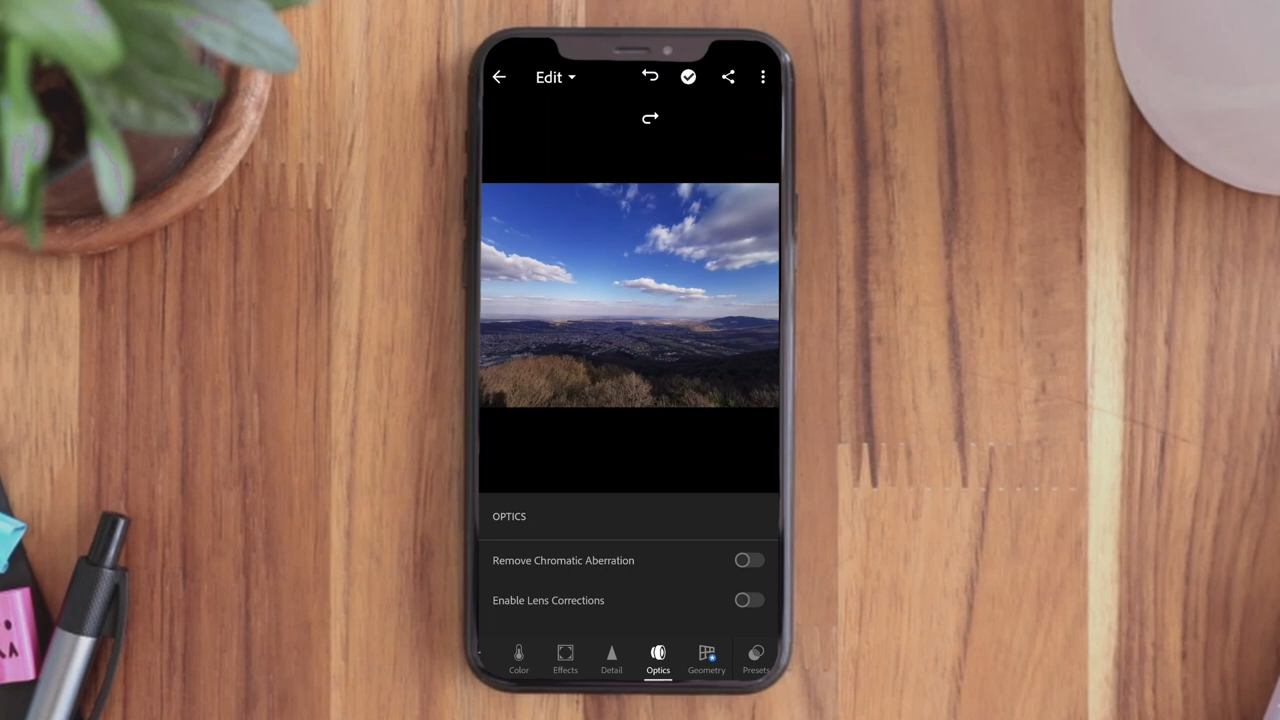 Edit
OPTICS
Remove Chromatic Aberration
Enable Lens Corrections
Color
Effects
Detail
Optics
Geometry
Presets